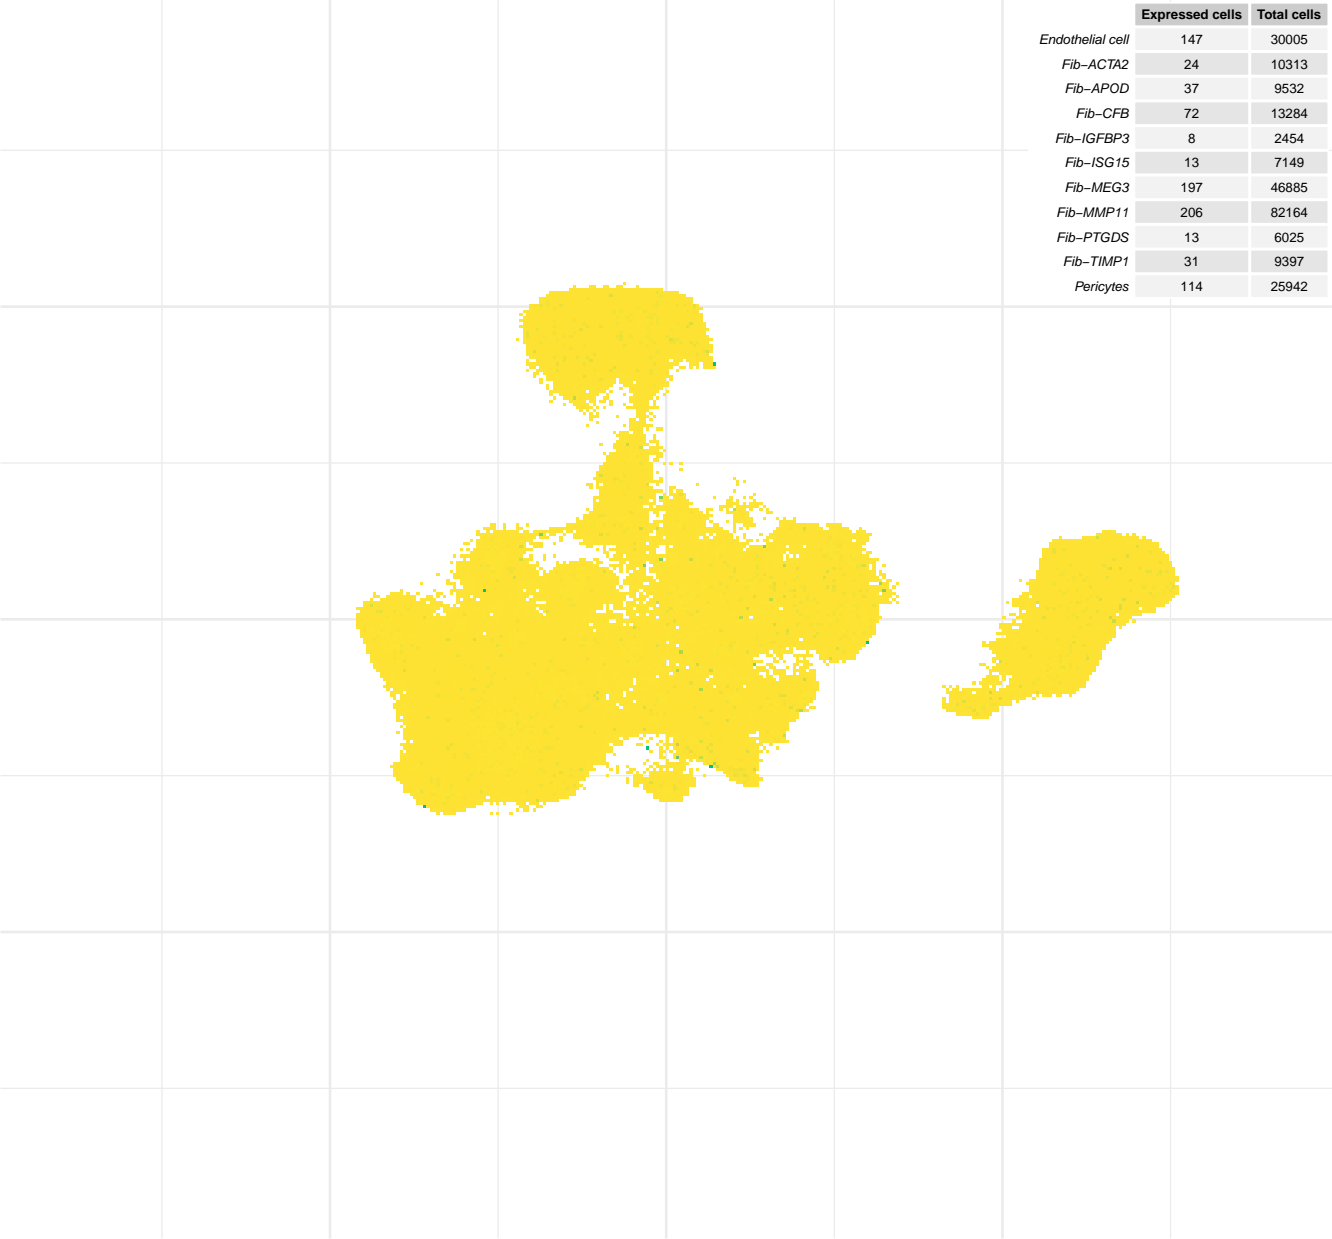 Expressed cells Total cells
Endothelial cell 147 30005
Fib−ACTA2 24 10313
Fib−APOD 37 9532
Fib−CFB 72 13284
Fib−IGFBP3 8 2454
Fib−ISG15 13 7149
Fib−MEG3 197 46885
Fib−MMP11 206 82164
Fib−PTGDS 13 6025
Fib−TIMP1 31 9397
Pericytes 114 25942